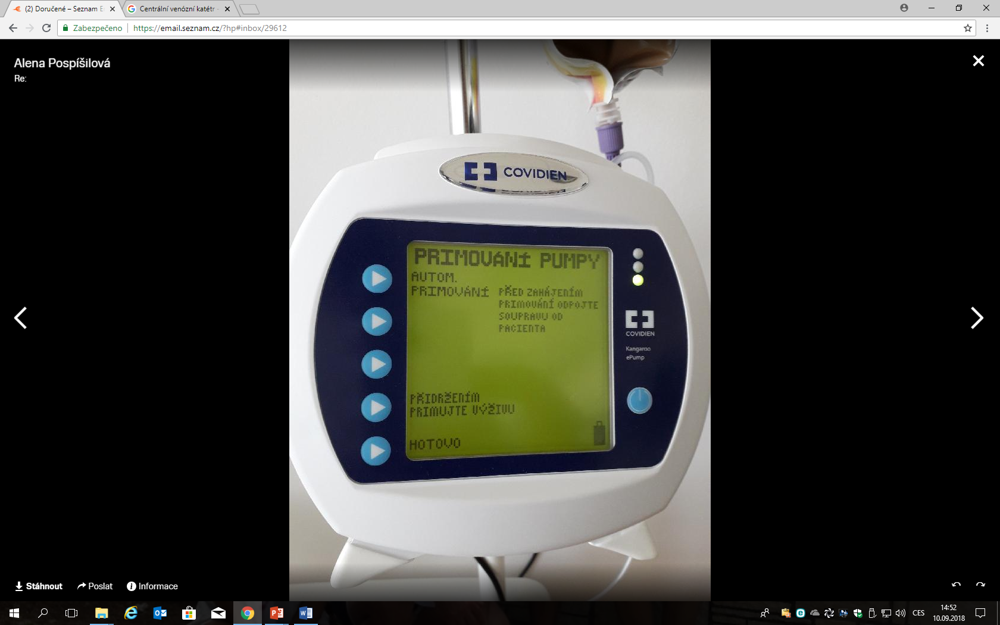 (2) Doručené – Seznam E
Centrální venózní katétr -
Zabezpečeno
https://email.seznam.cz/?hp#inbox/29612
Alena Pospíšilová
Re:
COVIDIEN
PRIMOVÁNÍ PUMPY
AUTOM.
PRIMOVÁNÍ
PŘED ZAHÁJENÍM
PRIMOVÁNÍ ODPOJTE
SOUPRAVU OD
PACIENTA
COVIDIEN
Kangaroo
ePump
PŘIDRŽENÍM
PRIMUJTE VÝŽIVU
HOTOVO
Stáhnout
Poslat
Informace
CES
14:52
10.09.2018